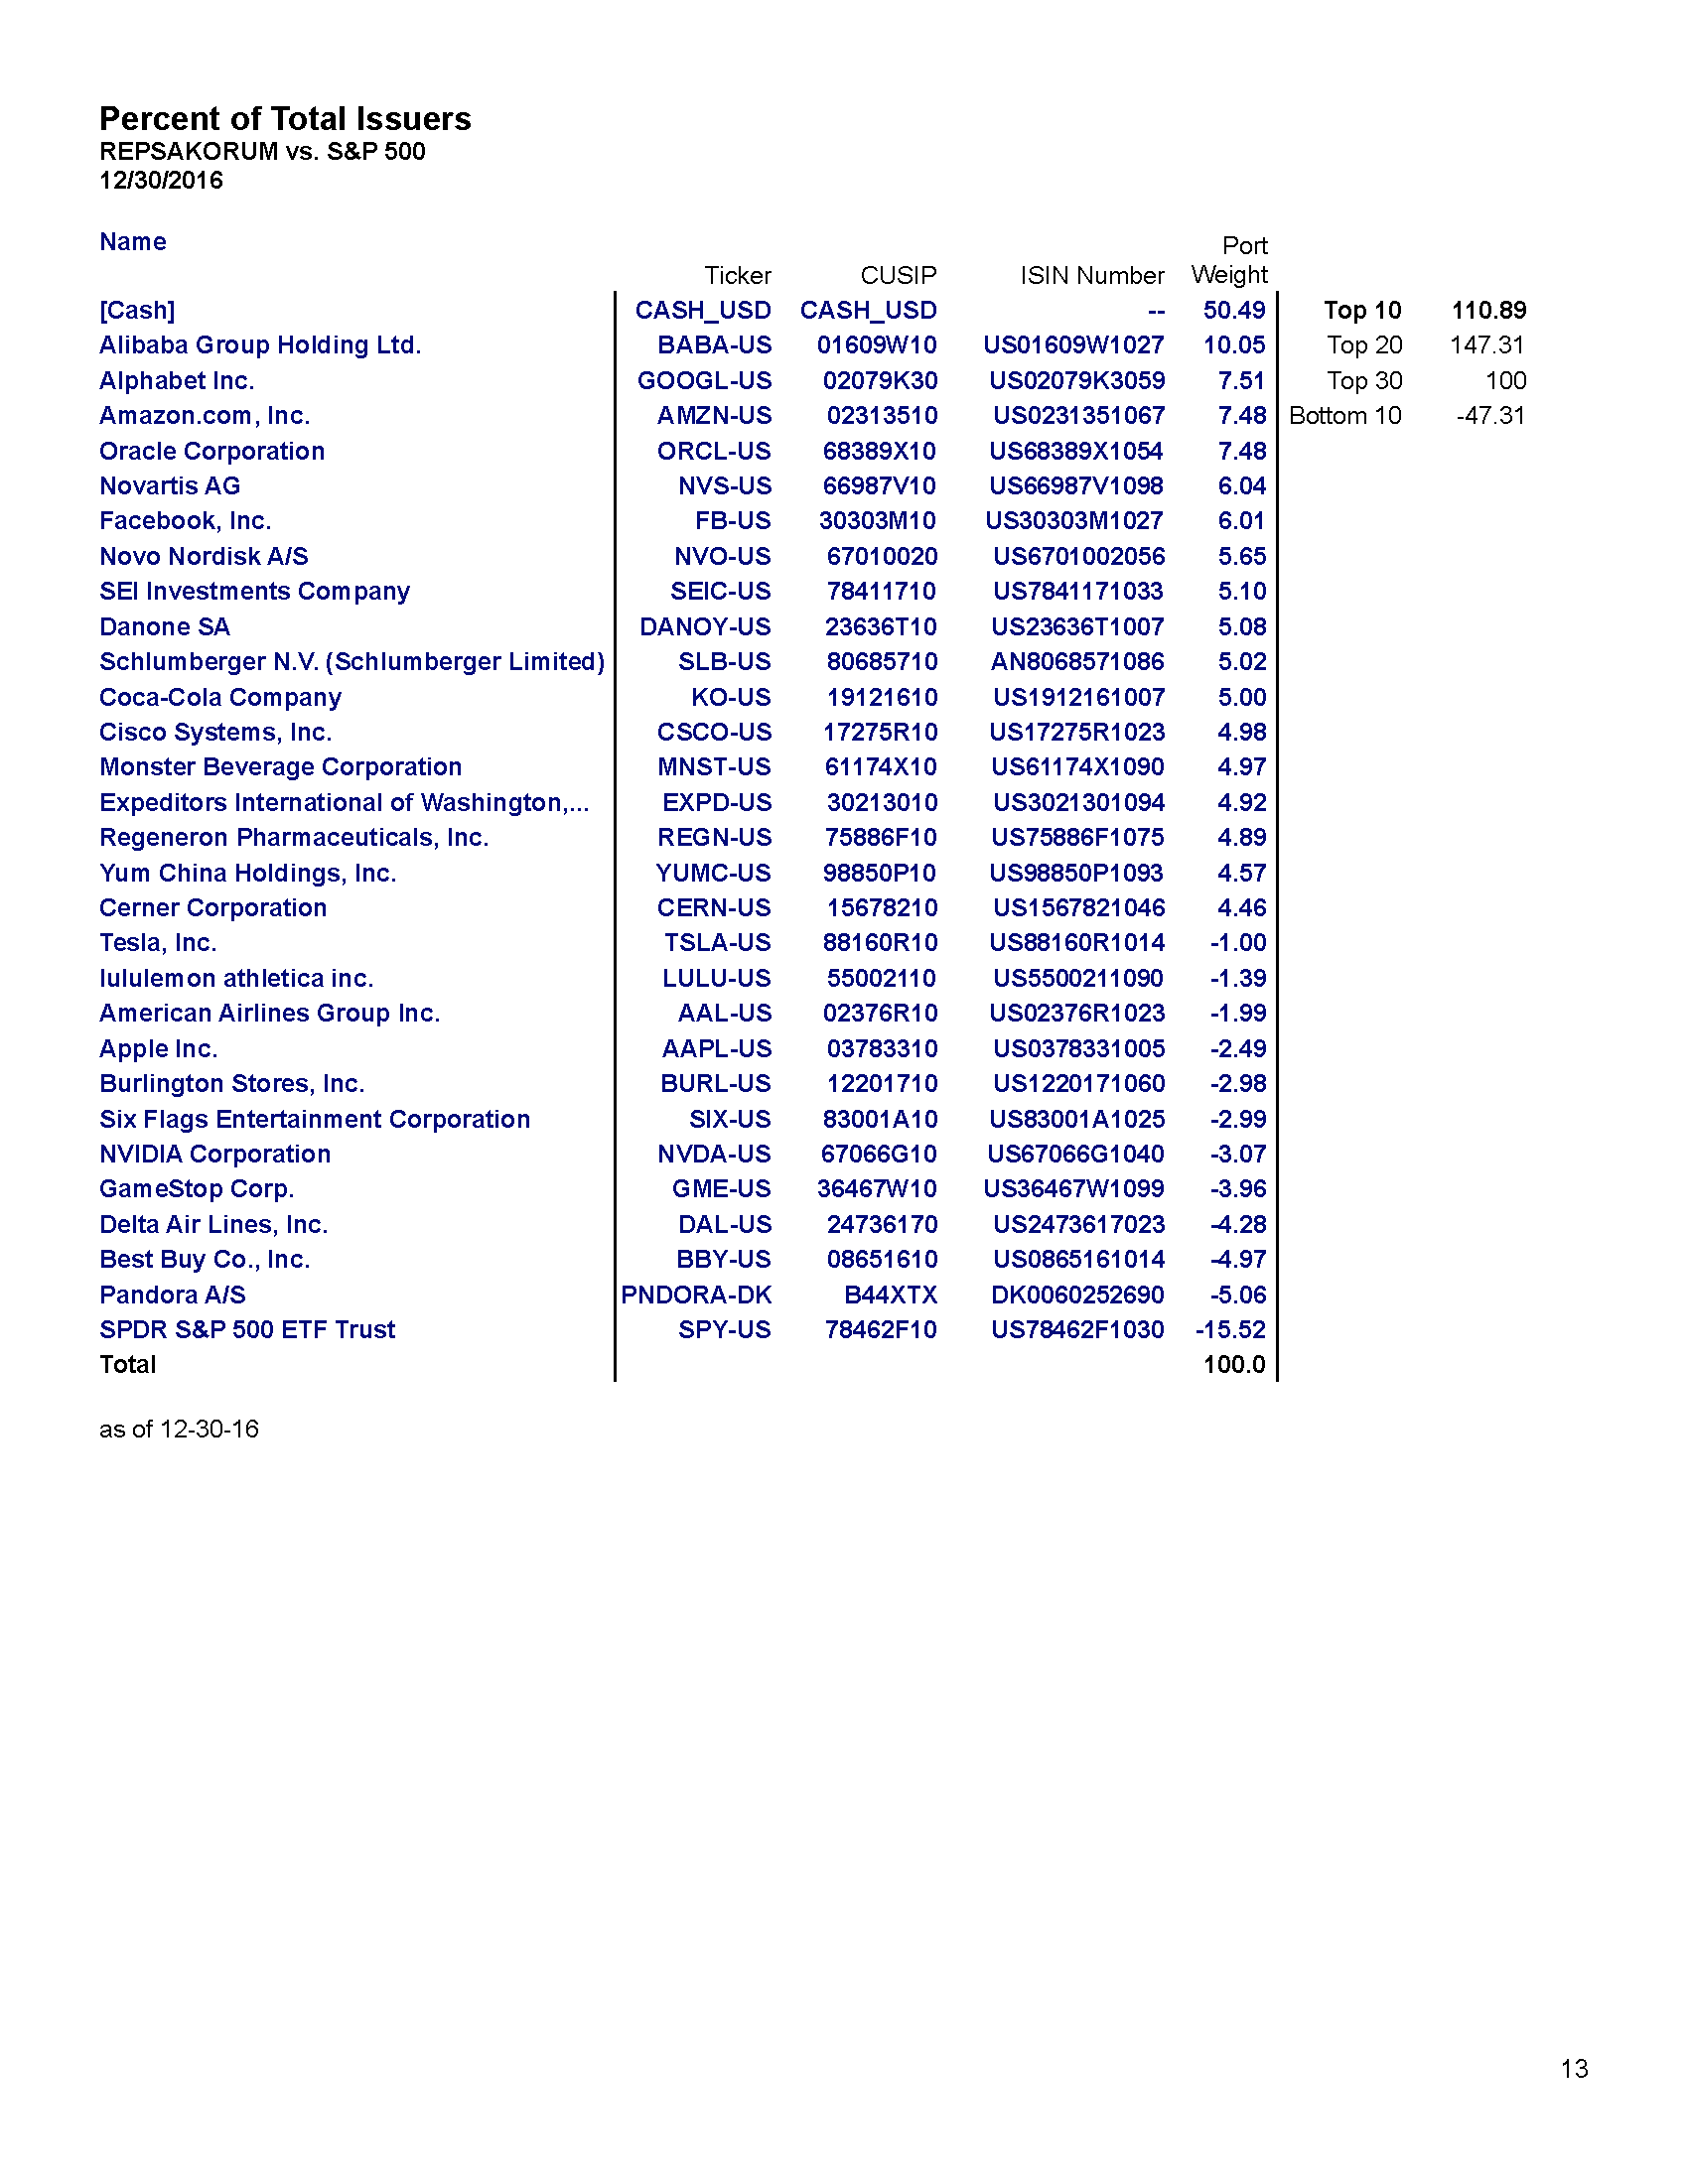 Percent of Total Issuers
REPSAKORUM vs. S&P 500
12/30/2016
Name Ticker CUSIP ISIN Number Port Weight
[Cash] CASH_USD CASH_USD -- 50.49 Top 10 110.89
Alibaba Group Holding Ltd. BABA-US 01609W10 US01609W1027 10.05 Top 20 147.31
Alphabet Inc. GOOGL-US 02079K30 US02079K3059 7.51 Top 30 100
Amazon.com, Inc. AMZN-US 02313510 US0231351067 7.48 Bottom 10 -47.31
Oracle Corporation ORCL-US 68389X10 US68389X1054 7.48
Novartis AG NVS-US 66987V10 US66987V1098 6.04
Facebook, Inc. FB-US 30303M10 US30303M1027 6.01
Novo Nordisk A/S NVO-US 67010020 US6701002056 5.65
SEI Investments Company SEIC-US 78411710 US7841171033 5.10
Danone SA DANOY-US 23636T10 US23636T1007 5.08
Schlumberger N.V. (Schlumberger Limited) SLB-US 80685710 AN8068571086 5.02
Coca-Cola Company KO-US 19121610 US1912161007 5.00
Cisco Systems, Inc. CSCO-US 17275R10 US17275R1023 4.98
Monster Beverage Corporation MNST-US 61174X10 US61174X1090 4.97
Expeditors International of Washington,... EXPD-US 30213010 US3021301094 4.92
Regeneron Pharmaceuticals, Inc. REGN-US 75886F10 US75886F1075 4.89
Yum China Holdings, Inc. YUMC-US 98850P10 US98850P1093 4.57
Cerner Corporation CERN-US 15678210 US1567821046 4.46
Tesla, Inc. TSLA-US 88160R10 US88160R1014 -1.00
lululemon athletica inc. LULU-US 55002110 US5500211090 -1.39
American Airlines Group Inc. AAL-US 02376R10 US02376R1023 -1.99
Apple Inc. AAPL-US 03783310 US0378331005 -2.49
Burlington Stores, Inc. BURL-US 12201710 US1220171060 -2.98
Six Flags Entertainment Corporation SIX-US 83001A10 US83001A1025 -2.99
NVIDIA Corporation NVDA-US 67066G10 US67066G1040 -3.07
GameStop Corp. GME-US 36467W10 US36467W1099 -3.96
Delta Air Lines, Inc. DAL-US 24736170 US2473617023 -4.28
Best Buy Co., Inc. BBY-US 08651610 US0865161014 -4.97
Pandora A/S PNDORA-DK B44XTX DK0060252690 -5.06
SPDR S&P 500 ETF Trust SPY-US 78462F10 US78462F1030 -15.52
Total 100.0
as of 12-30-16
13